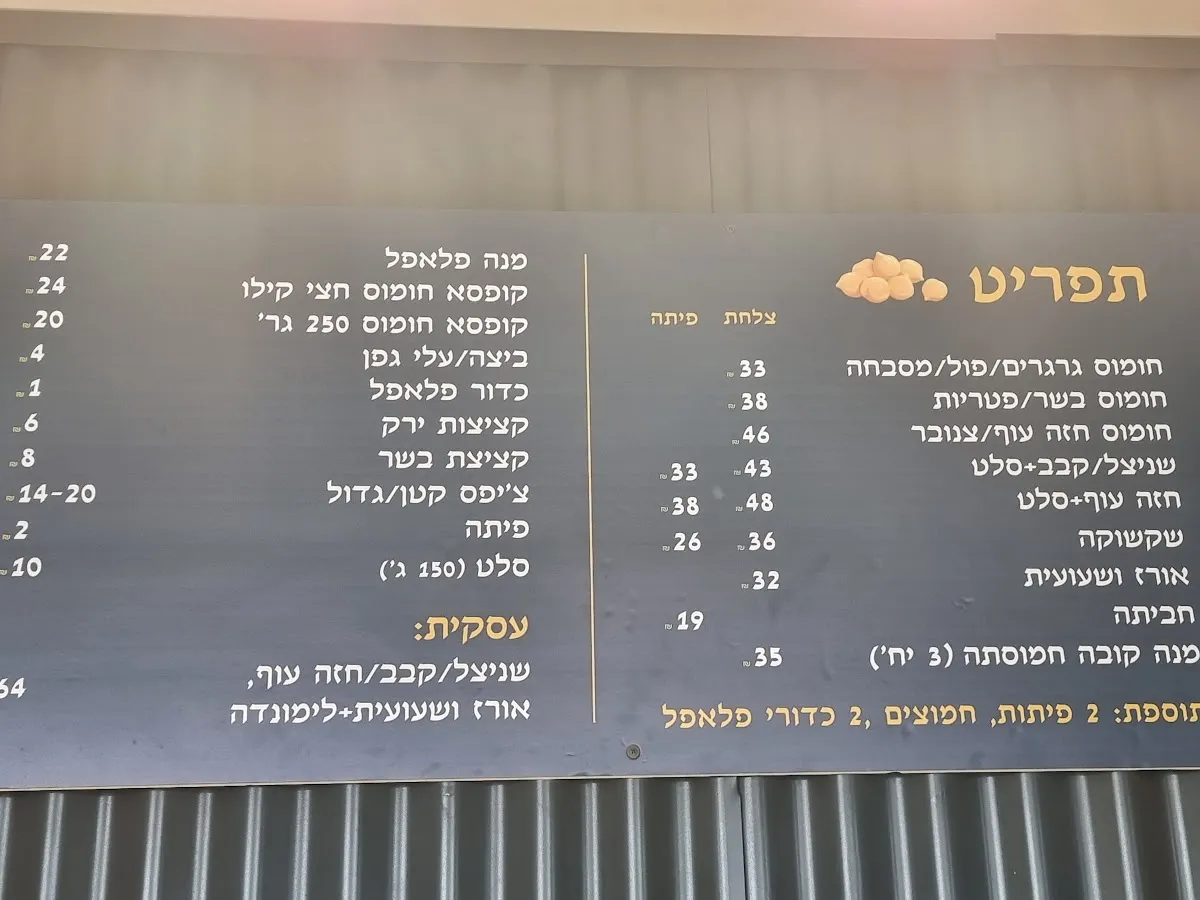 תפריט
צלחת פיתה
חומוס גרגרים/פול/מסבחה 33 ₪
חומוס בשר/פטריות 38 ₪
חומוס חזה עוף/צנובר 46 ₪
שניצל/קבב+סלט 43 ₪ 33 ₪
חזה עוף+סלט 48 ₪ 38 ₪
שקשוקה 36 ₪ 26 ₪
אורז ושעועית 32 ₪
חביתה 19 ₪
מנה קובה חמוסתה (3 יח') 35 ₪
תוספת: 2 פיתות, חמוצים ,2 כדורי פלאפל
מנה פלאפל 22 ₪
קופסא חומוס חצי קילו 24 ₪
קופסא חומוס 250 גר' 20 ₪
ביצה/עלי גפן 4 ₪
כדור פלאפל 1 ₪
קציצות ירק 6 ₪
קציצת בשר 8 ₪
צ'יפס קטן/גדול 14-20 ₪
פיתה 2 ₪
סלט (150 ג') 10 ₪
עסקית:
שניצל/קבב/חזה עוף, 64
אורז ושעועית+לימונדה